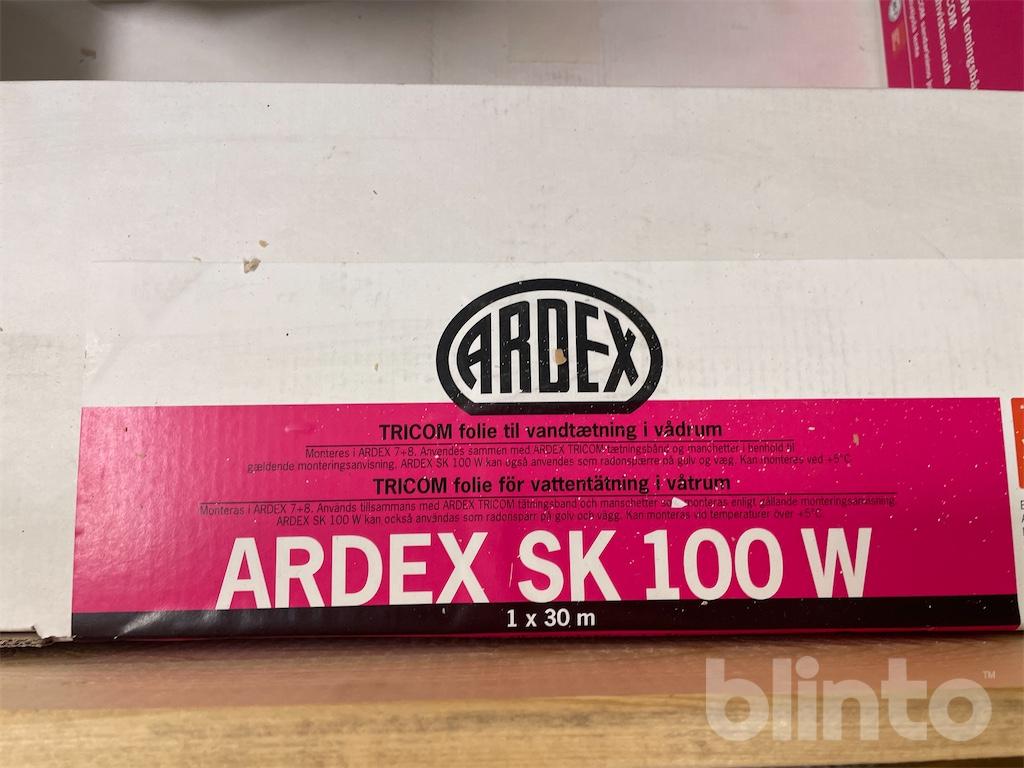 OM tetningsbå
COM
ARDEX
TRICOM folie til vandtætning i vådrum
Monteres i ARDEX 7+8. Anvendes sammen med ARDEX TRICOM tætningsbånd og manchetter i henhold til
gældende monteringsanvisning. ARDEX SK 100 W kan også anvendes som radonspærre på gulv og væg. Kan monteres ved +5°C
TRICOM folie för vattentätning i våtrum
Monteras i ARDEX 7+8. Används tillsammans med ARDEX TRICOM tätningsband och manschetter som monteras enligt gällande monteringsanvisning.
ARDEX SK 100 W kan också användas som radonspärr på golv och vägg. Kan monteras vid temperaturer över +5°C
ARDEX SK 100 W
1 x 30 m
blinto™